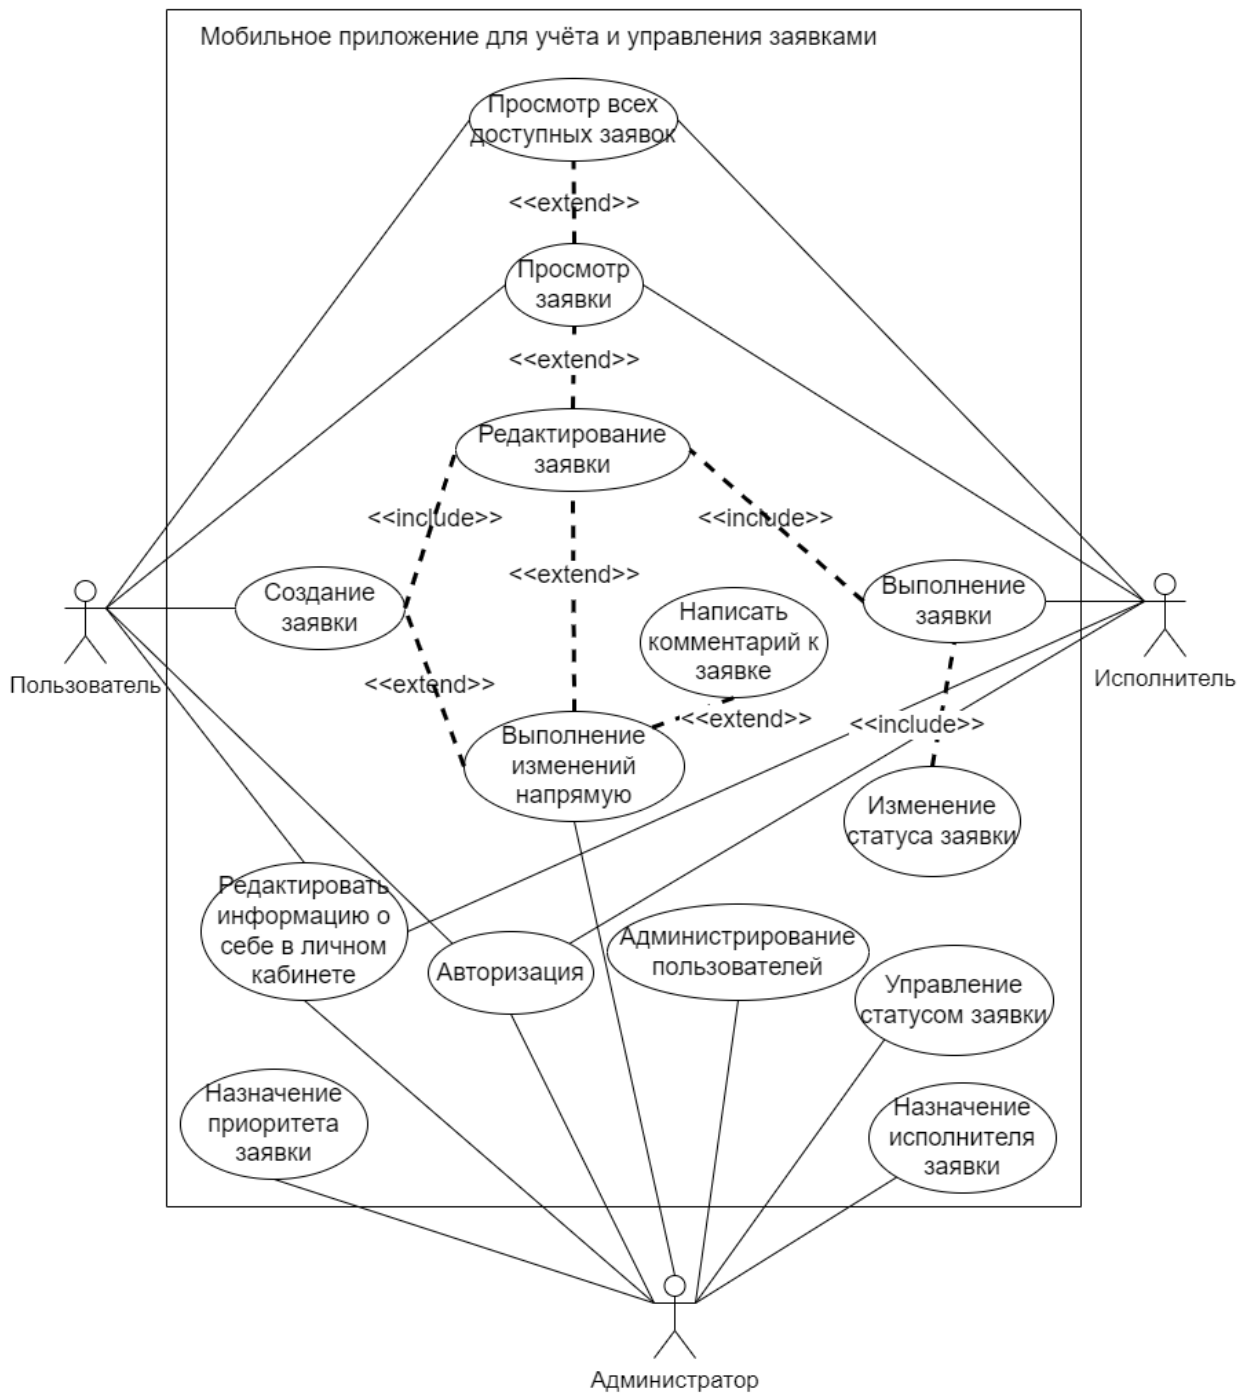 Мобильное приложение для учёта и управления заявками
Просмотр всех
доступных заявок
<<extend>>
Просмотр
заявки
<<extend>>
Редактирование
заявки
<<include>>
<<include>>
<<extend>>
Создание
заявки
Написать
комментарий к
заявке
Выполнение
заявки
Пользователь
Исполнитель
<<extend>>
<<extend>>
<<include>>
Выполнение
изменений
напрямую
Изменение
статуса заявки
Редактировать
информацию о
себе в личном
кабинете
Авторизация
Администрирование
пользователей
Управление
статусом заявки
Назначение
приоритета
заявки
Назначение
исполнителя
заявки
Администратор